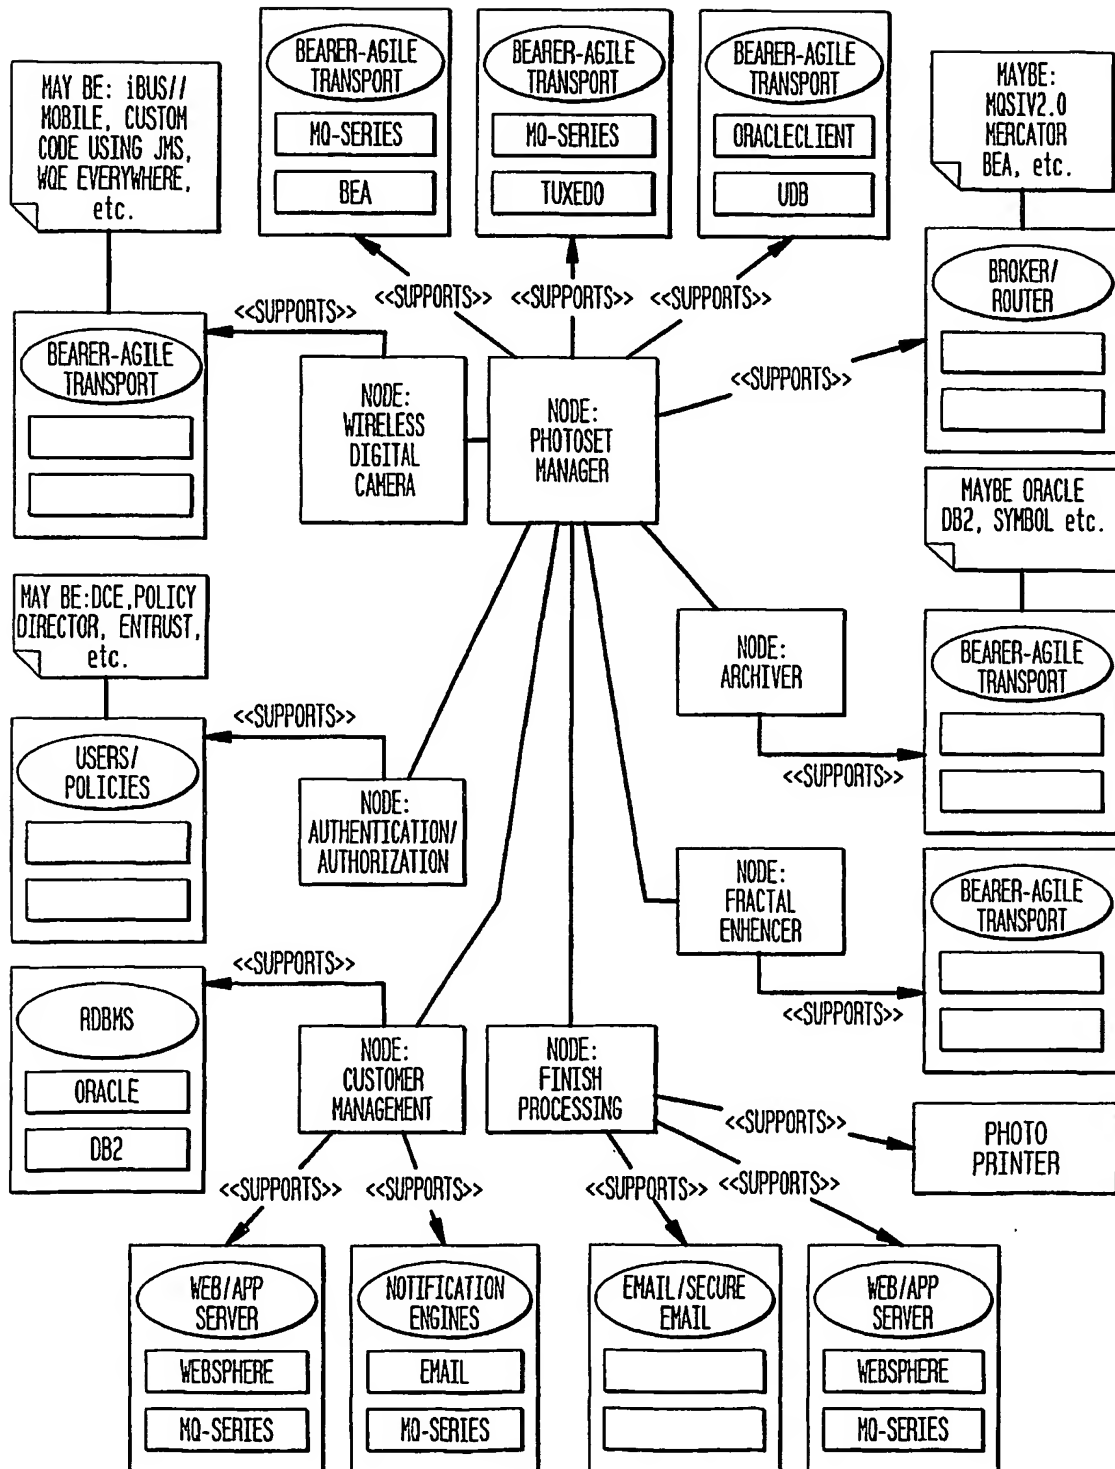 BEARER-AGILE
TRANSPORT
MQ-SERIES
BEA
BEARER-AGILE
TRANSPORT
MQ-SERIES
TUXEDO
BEARER-AGILE
TRANSPORT
ORACLECLIENT
UDB
MAY BE: iBUS//
MOBILE, CUSTOM
CODE USING JMS,
WQE EVERYWHERE,
etc.
MAYBE:
MQSIV2.0
MERCATOR
BEA, etc.
<<SUPPORTS>>
<<SUPPORTS>>
<<SUPPORTS>>
<<SUPPORTS>>
<<SUPPORTS>>
BROKER/
ROUTER
BEARER-AGILE
TRANSPORT
NODE:
WIRELESS
DIGITAL
CAMERA
NODE:
PHOTOSET
MANAGER
MAYBE ORACLE
DB2, SYMBOL etc.
MAY BE:DCE,POLICY
DIRECTOR, ENTRUST,
etc.
NODE:
ARCHIVER
BEARER-AGILE
TRANSPORT
<<SUPPORTS>>
<<SUPPORTS>>
USERS/
POLICIES
NODE:
AUTHENTICATION/
AUTHORIZATION
NODE:
FRACTAL
ENHENCER
BEARER-AGILE
TRANSPORT
<<SUPPORTS>>
<<SUPPORTS>>
RDBMS
ORACLE
DB2
NODE:
CUSTOMER
MANAGEMENT
NODE:
FINISH
PROCESSING
<<SUPPORTS>>
PHOTO
PRINTER
<<SUPPORTS>>
<<SUPPORTS>>
<<SUPPORTS>>
<<SUPPORTS>>
WEB/APP
SERVER
WEBSPHERE
MQ-SERIES
NOTIFICATION
ENGINES
EMAIL
MQ-SERIES
EMAIL/SECURE
EMAIL
WEB/APP
SERVER
WEBSPHERE
MQ-SERIES